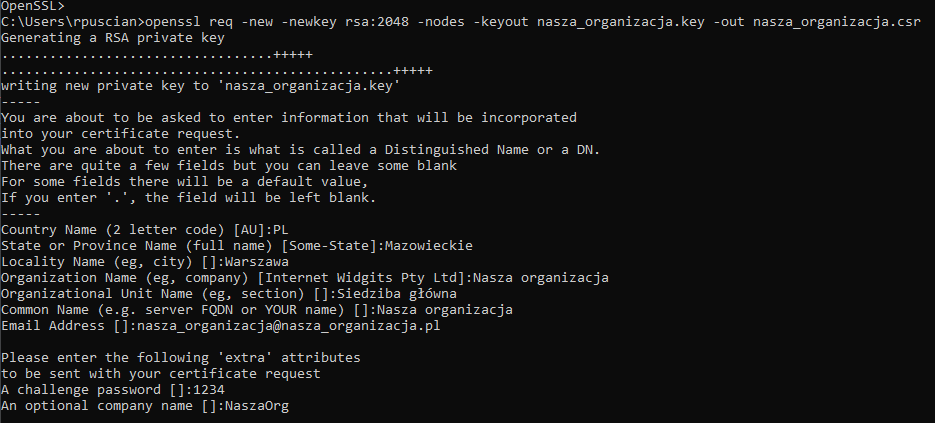 OpenSSL>
C:\Users\rpuscian>openssl req -new -newkey rsa:2048 -nodes -keyout nasza_organizacja.key -out nasza_organizacja.csr
Generating a RSA private key
..................................+++++
.................................................+++++
writing new private key to 'nasza_organizacja.key'
-----
You are about to be asked to enter information that will be incorporated
into your certificate request.
What you are about to enter is what is called a Distinguished Name or a DN.
There are quite a few fields but you can leave some blank
For some fields there will be a default value,
If you enter '.', the field will be left blank.
-----
Country Name (2 letter code) [AU]:PL
State or Province Name (full name) [Some-State]:Mazowieckie
Locality Name (eg, city) []:Warszawa
Organization Name (eg, company) [Internet Widgits Pty Ltd]:Nasza organizacja
Organizational Unit Name (eg, section) []:Siedziba główna
Common Name (e.g. server FQDN or YOUR name) []:Nasza organizacja
Email Address []:nasza_organizacja@nasza_organizacja.pl

Please enter the following 'extra' attributes
to be sent with your certificate request
A challenge password []:1234
An optional company name []:NaszaOrg